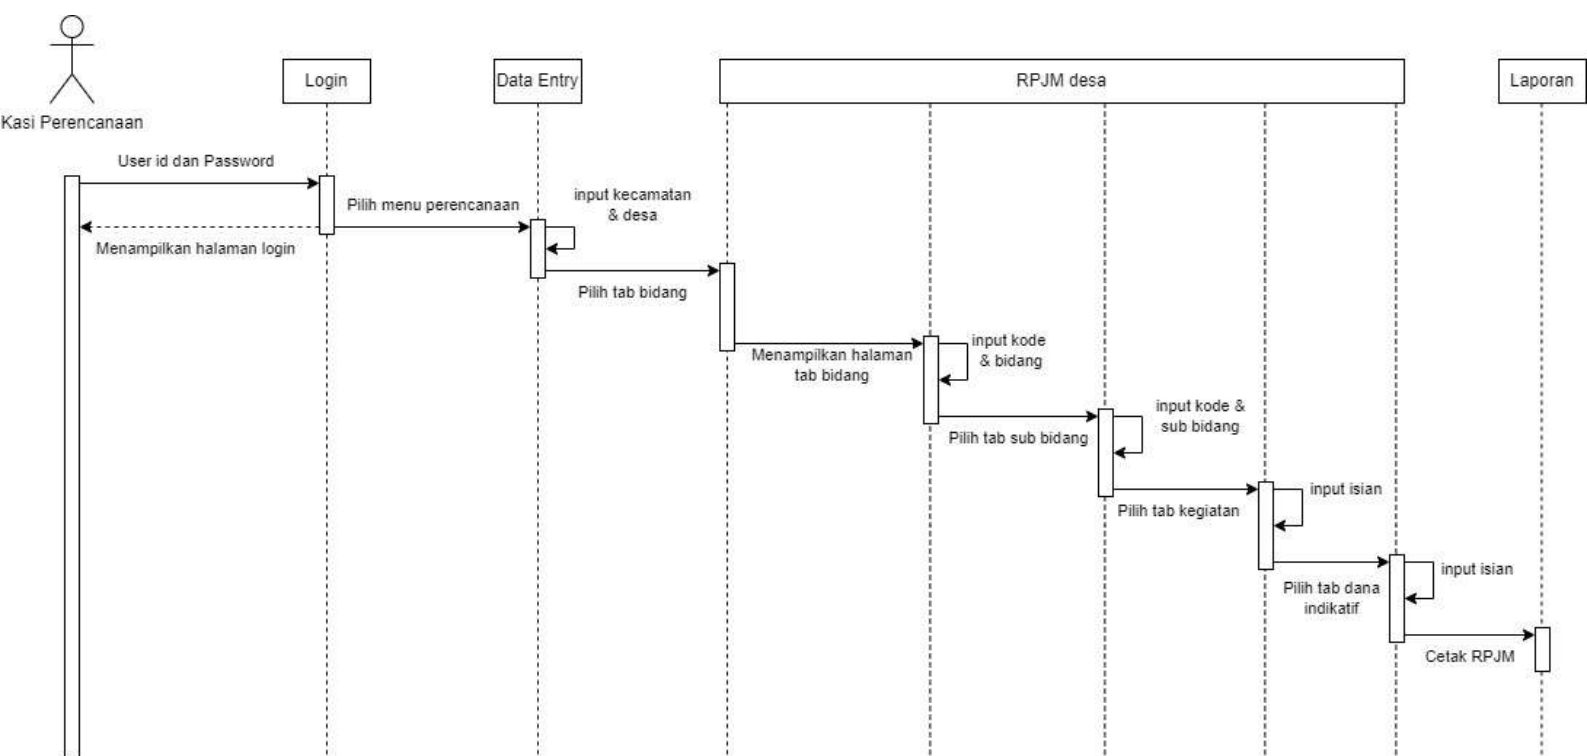 Login
Data Entry
RPJM desa
Laporan
Kasi Perencanaan
User id dan Password
Pilih menu perencanaan
input kecamatan
& desa
Menampilkan halaman login
Pilih tab bidang
Menampilkan halaman
tab bidang
input kode
& bidang
Pilih tab sub bidang
input kode &
sub bidang
Pilih tab kegiatan
input isian
Pilih tab dana
indikatif
input isian
Cetak RPJM